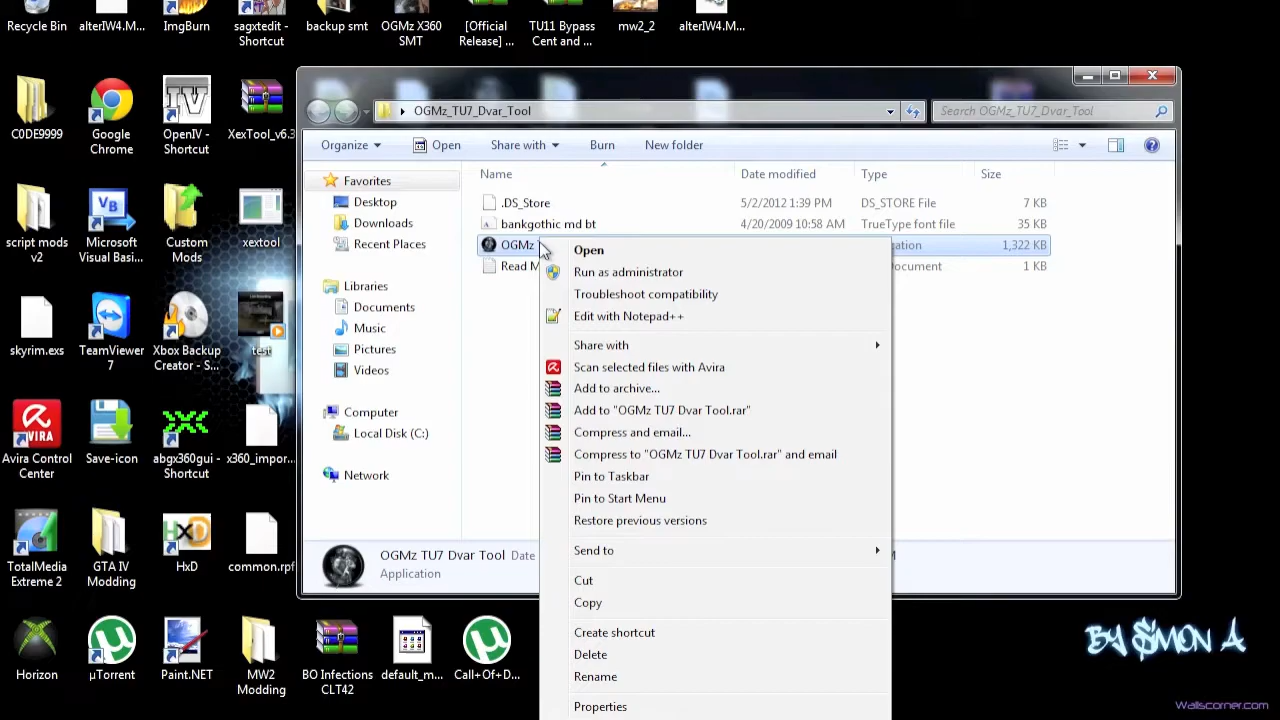 Recycle Bin
alterIW4.M...
ImgBurn
sagxtedit -
Shortcut
backup smt
OGMz X360
SMT
[Official
Release] ...
TU11 Bypass
Cent and ...
mw2_2
alterIW4.M...
C0DE9999
Google
Chrome
OpenIV -
Shortcut
XexTool_v6.3
script mods
v2
Microsoft
Visual Basi...
Custom
Mods
xextool
skyrim.exs
TeamViewer
7
Xbox Backup
Creator - S...
test
Avira Control
Center
Save-icon
abgx360gui -
Shortcut
x360_impor...
TotalMedia
Extreme 2
GTA IV
Modding
HxD
common.rpf
Horizon
µTorrent
Paint.NET
MW2
Modding
BO Infections
CLT42
default_m...
Call+Of+D...
OGMz_TU7_Dvar_Tool
Search OGMz_TU7_Dvar_Tool
Organize
Open
Share with
Burn
New folder
Favorites
Desktop
Downloads
Recent Places
Libraries
Documents
Music
Pictures
Videos
Computer
Local Disk (C:)
Network
Name Date modified Type Size
.DS_Store 5/2/2012 1:39 PM DS_STORE File 7 KB
bankgothic md bt 4/20/2009 10:58 AM TrueType font file 35 KB
OGMz 1,322 KB
Read 1 KB
Open
Run as administrator
Troubleshoot compatibility
Edit with Notepad++
Share with
Scan selected files with Avira
Add to archive...
Add to "OGMz TU7 Dvar Tool.rar"
Compress and email...
Compress to "OGMz TU7 Dvar Tool.rar" and email
Pin to Taskbar
Pin to Start Menu
Restore previous versions
Send to
Cut
Copy
Create shortcut
Delete
Rename
Properties
OGMz TU7 Dvar Tool Date
Application
BY $IMON A
Wallscorner.com